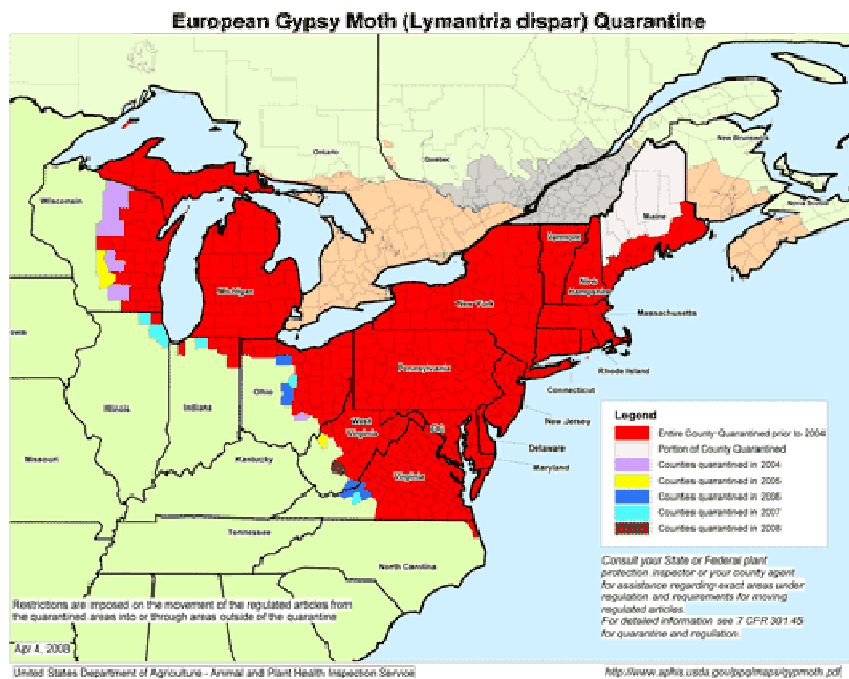 European Gypsy Moth (Lymantria dispar) Quarantine
Ontario
Quebec
New Brunswick
Nova Scotia
Wisconsin
Maine
Vermont
New
Hampshire
Michigan
New York
Massachusetts
Rhode Island
Connecticut
Pennsylvania
New Jersey
Ohio
Illinois
Indiana
West
Virginia
Delaware
Maryland
Missouri
Kentucky
Virginia
Tennessee
North Carolina
Legend
Entire County Quarantined prior to 2004
Portion of County Quarantined
Counties quarantined in 2004
Counties quarantined in 2005
Counties quarantined in 2006
Counties quarantined in 2007
Counties quarantined in 2008
Consult your State or Federal plant
protection inspector or your county agent
for assistance regarding exact areas under
regulation and requirements for moving
regulated articles.
For detailed information see 7 CFR 301.45
for quarantine and regulation.
Restrictions are imposed on the movement of the regulated articles from
the quarantined areas into or through areas outside of the quarantine
Apr 4, 2008
United States Department of Agriculture - Animal and Plant Health Inspection Service
http://www.aphis.usda.gov/ppq/maps/gypmoth.pdf